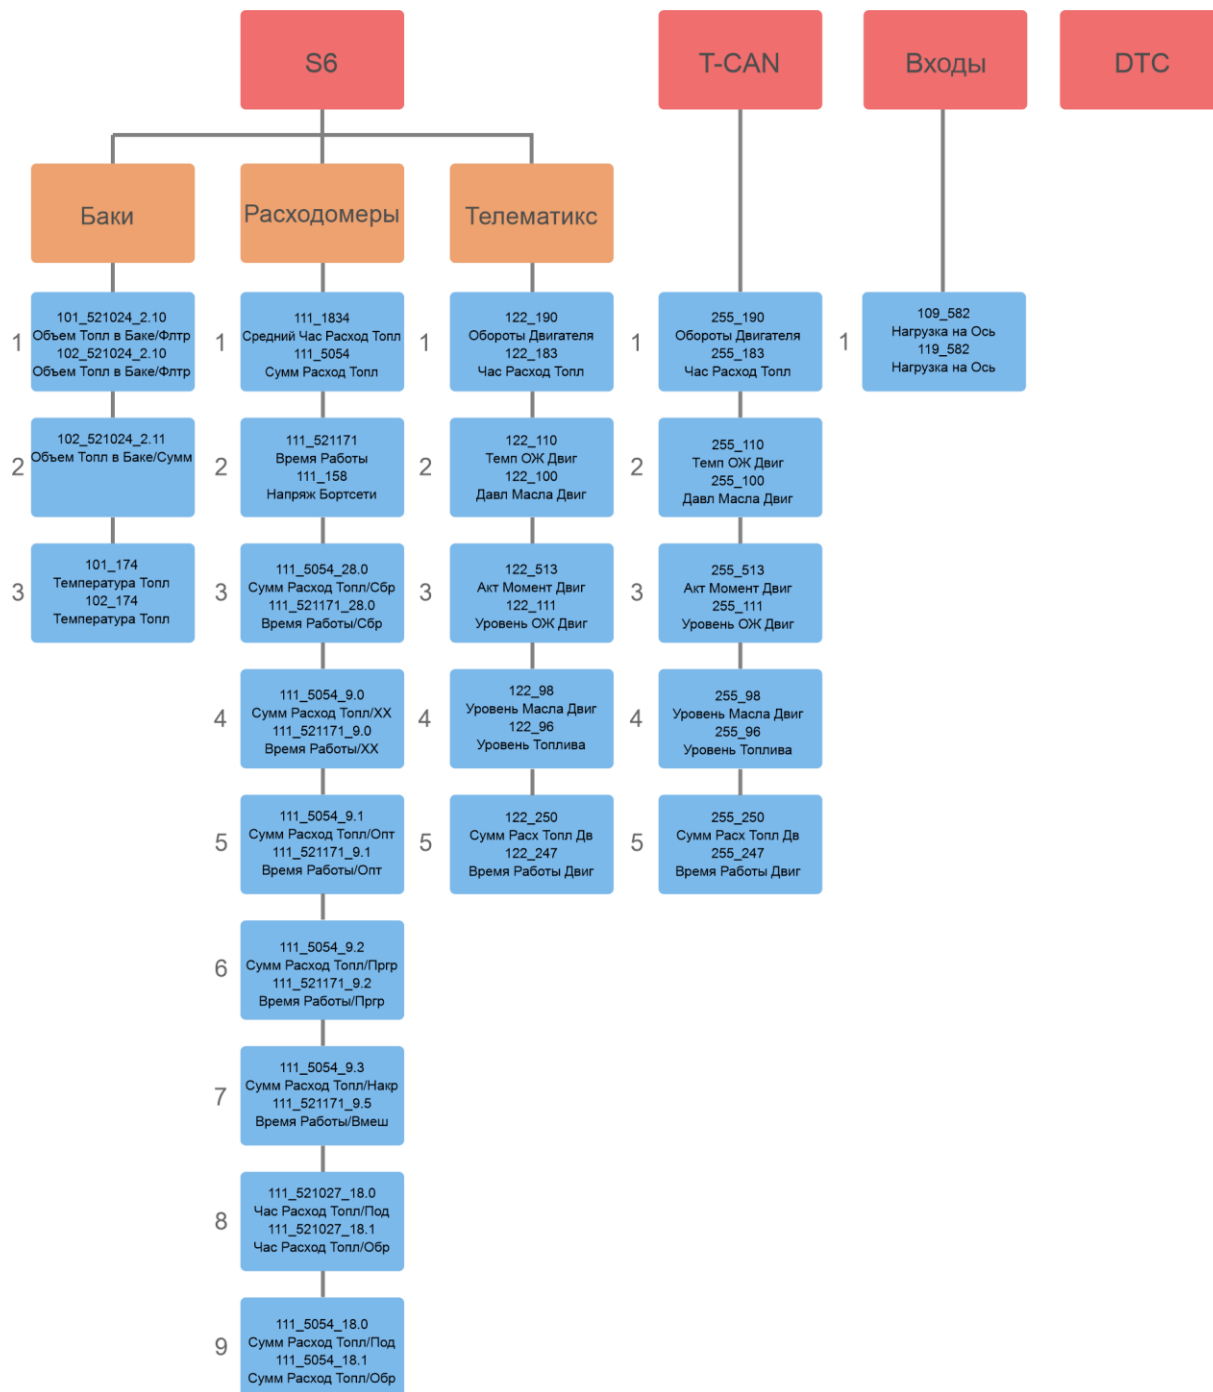 S6
T-CAN
Входы
DTC
Баки
Расходомеры
Телематикс
1
101_521024_2.10
Объем Топл в Баке/Флтр
102_521024_2.10
Объем Топл в Баке/Флтр
2
102_521024_2.11
Объем Топл в Баке/Сумм
3
101_174
Температура Топл
102_174
Температура Топл
1
111_1834
Средний Час Расход Топл
111_5054
Сумм Расход Топл
2
111_521171
Время Работы
111_158
Напряж Бортсети
3
111_5054_28.0
Сумм Расход Топл/Сбр
111_521171_28.0
Время Работы/Сбр
4
111_5054_9.0
Сумм Расход Топл/ХХ
111_521171_9.0
Время Работы/ХХ
5
111_5054_9.1
Сумм Расход Топл/Опт
111_521171_9.1
Время Работы/Опт
6
111_5054_9.2
Сумм Расход Топл/Пргр
111_521171_9.2
Время Работы/Пргр
7
111_5054_9.3
Сумм Расход Топл/Накр
111_521171_9.5
Время Работы/Вмеш
8
111_521027_18.0
Час Расход Топл/Под
111_521027_18.1
Час Расход Топл/Обр
9
111_5054_18.0
Сумм Расход Топл/Под
111_5054_18.1
Сумм Расход Топл/Обр
1
122_190
Обороты Двигателя
122_183
Час Расход Топл
2
122_110
Темп ОЖ Двиг
122_100
Давл Масла Двиг
3
122_513
Акт Момент Двиг
122_111
Уровень ОЖ Двиг
4
122_98
Уровень Масла Двиг
122_96
Уровень Топлива
5
122_250
Сумм Расх Топл Дв
122_247
Время Работы Двиг
1
255_190
Обороты Двигателя
255_183
Час Расход Топл
2
255_110
Темп ОЖ Двиг
255_100
Давл Масла Двиг
3
255_513
Акт Момент Двиг
255_111
Уровень ОЖ Двиг
4
255_98
Уровень Масла Двиг
255_96
Уровень Топлива
5
255_250
Сумм Расх Топл Дв
255_247
Время Работы Двиг
1
109_582
Нагрузка на Ось
119_582
Нагрузка на Ось